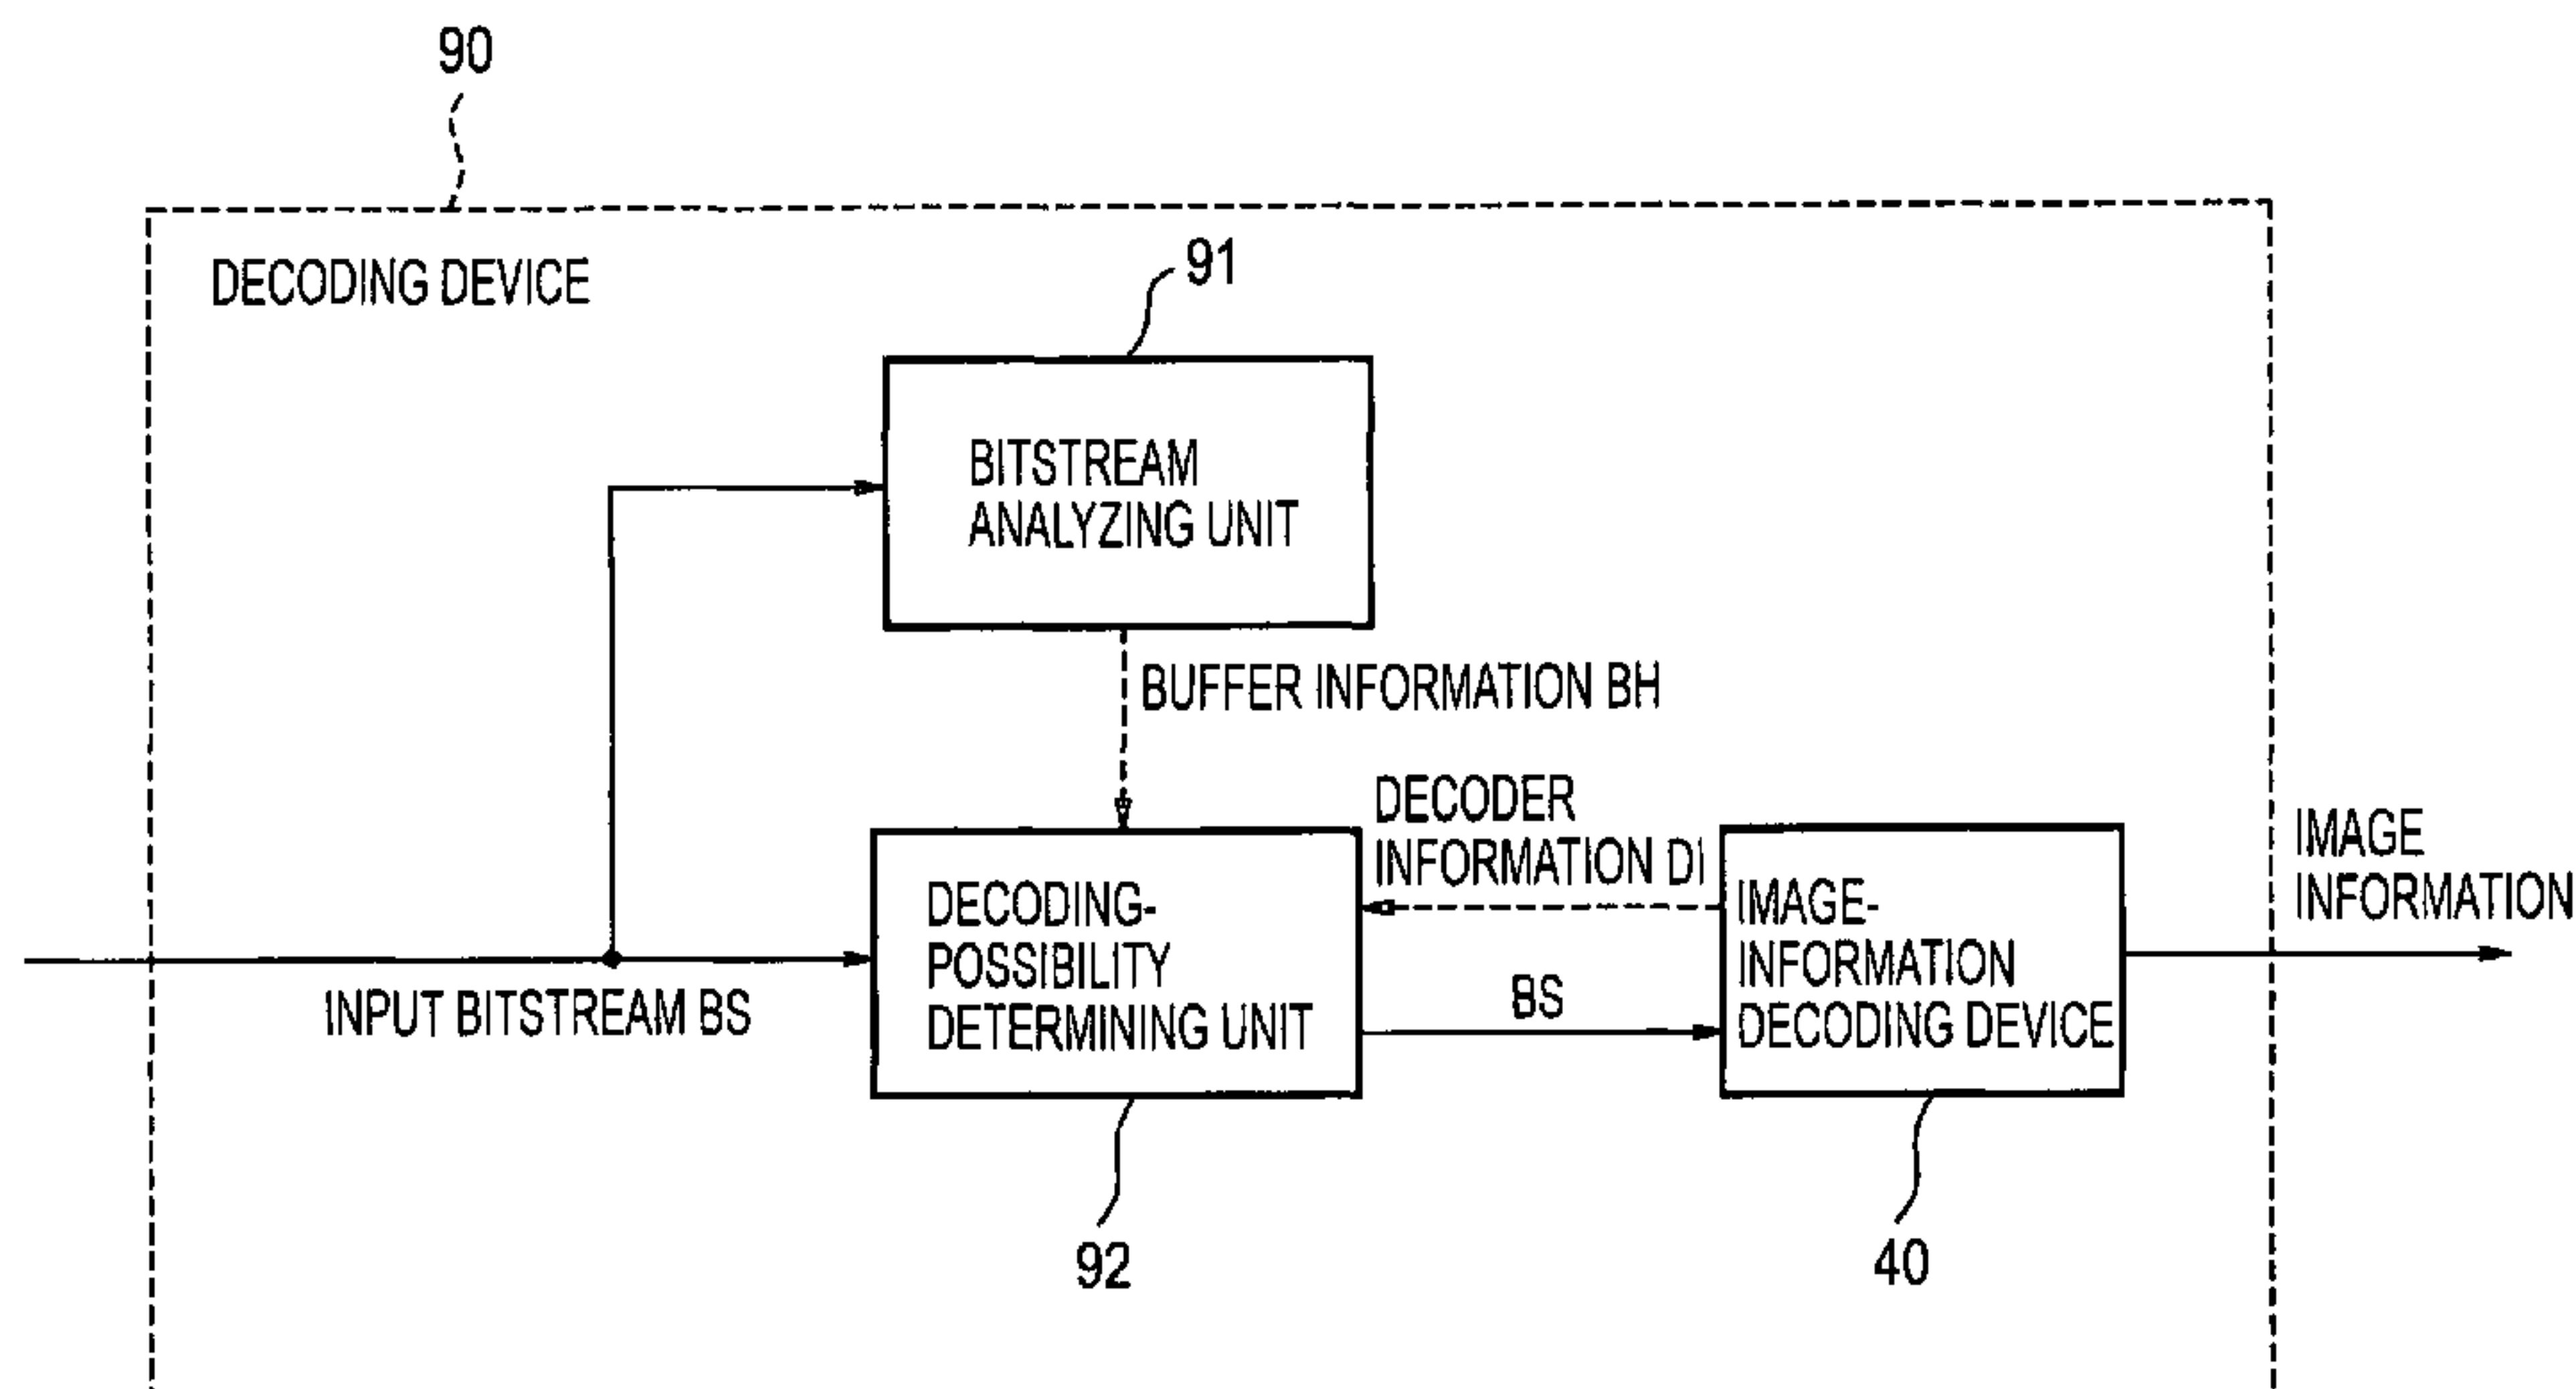 90
DECODING DEVICE
91
BITSTREAM
ANALYZING UNIT
BUFFER INFORMATION BH
DECODER
INFORMATION DI
IMAGE
INFORMATION
DECODING-
POSSIBILITY
DETERMINING UNIT
IMAGE-
INFORMATION
DECODING DEVICE
INPUT BITSTREAM BS
BS
92
40